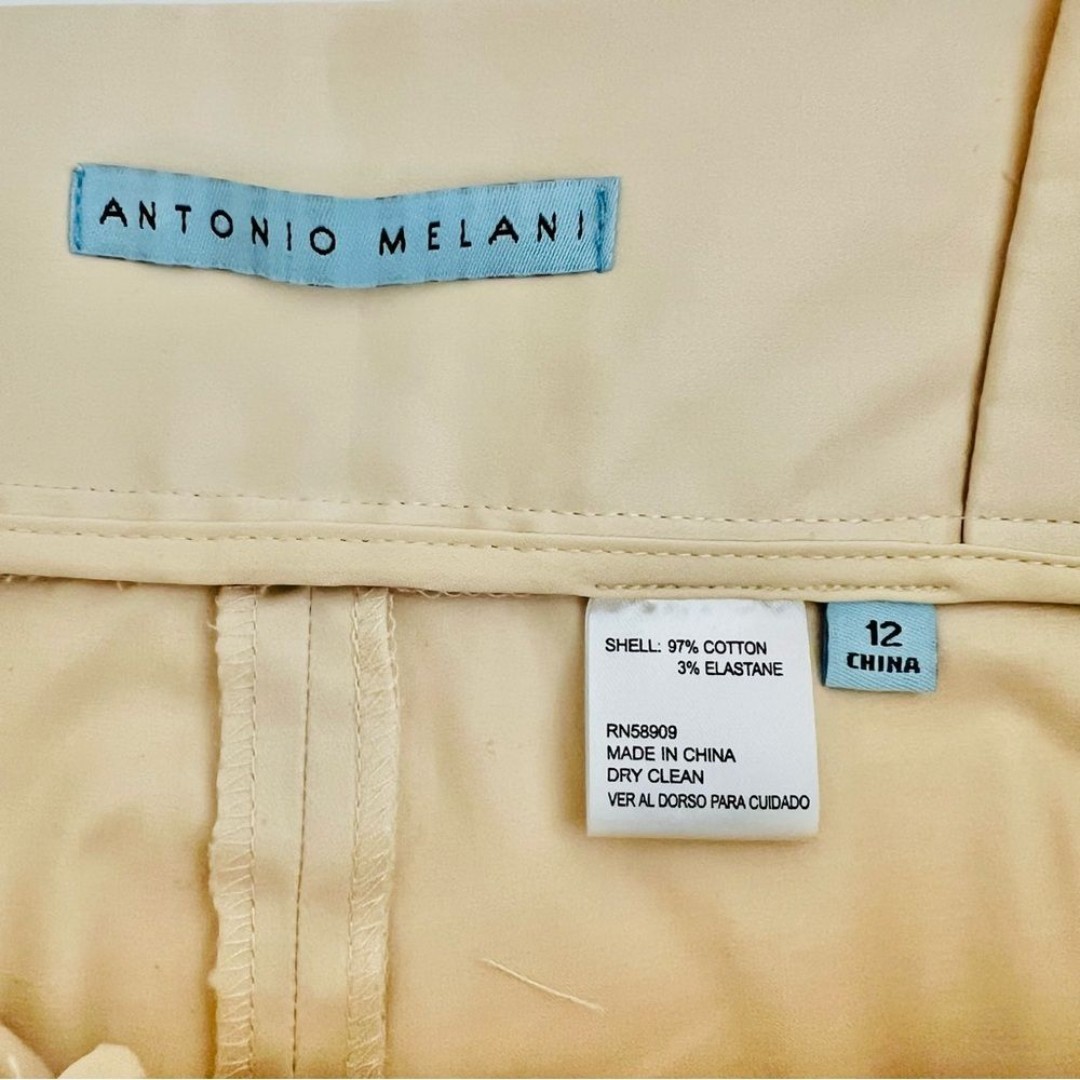 ANTONIO MELANI
SHELL: 97% COTTON
3% ELASTANE
RN58909
MADE IN CHINA
DRY CLEAN
VER AL DORSO PARA CUIDADO
12
CHINA